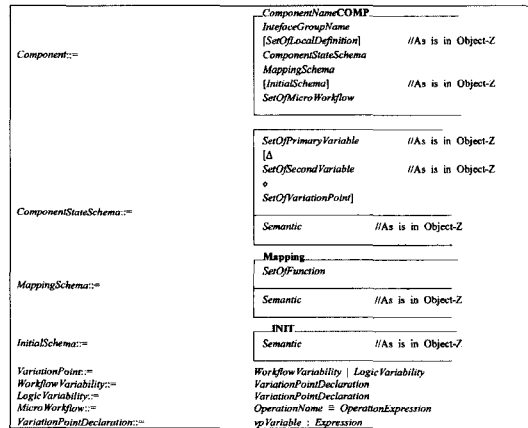 ComponentNameCOMP
IntefaceGroupName
[SetOfLocalDefinition] //As is in Object-Z
Component::= ComponentStateSchema
MappingSchema
[InitialSchema] //As is in Object-Z
SetOfMicroWorkflow
SetOfPrimaryVariable //As is in Object-Z
[Δ
SetOfSecondVariable //As is in Object-Z
◊
SetOfVariationPoint]
ComponentStateSchema::=
Semantic //As is in Object-Z
Mapping
SetOfFunction
MappingSchema::=
Semantic //As is in Object-Z
INIT
InitialSchema::= Semantic //As is in Object-Z
VariationPoint::= WorkflowVariability | LogicVariability
WorkflowVariability::= VariationPointDeclaration
LogicVariability::= VariationPointDeclaration
MicroWorkflow::= OperationName ≡ OperationExpression
VariationPointDeclaration::= vpVariable : Expression